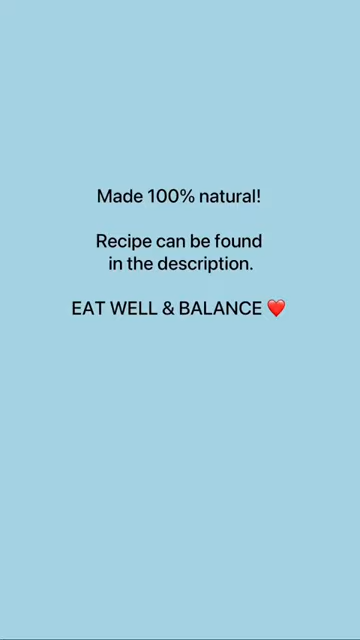 Made 100% natural!
Recipe can be found
in the description.
EAT WELL & BALANCE ❤️